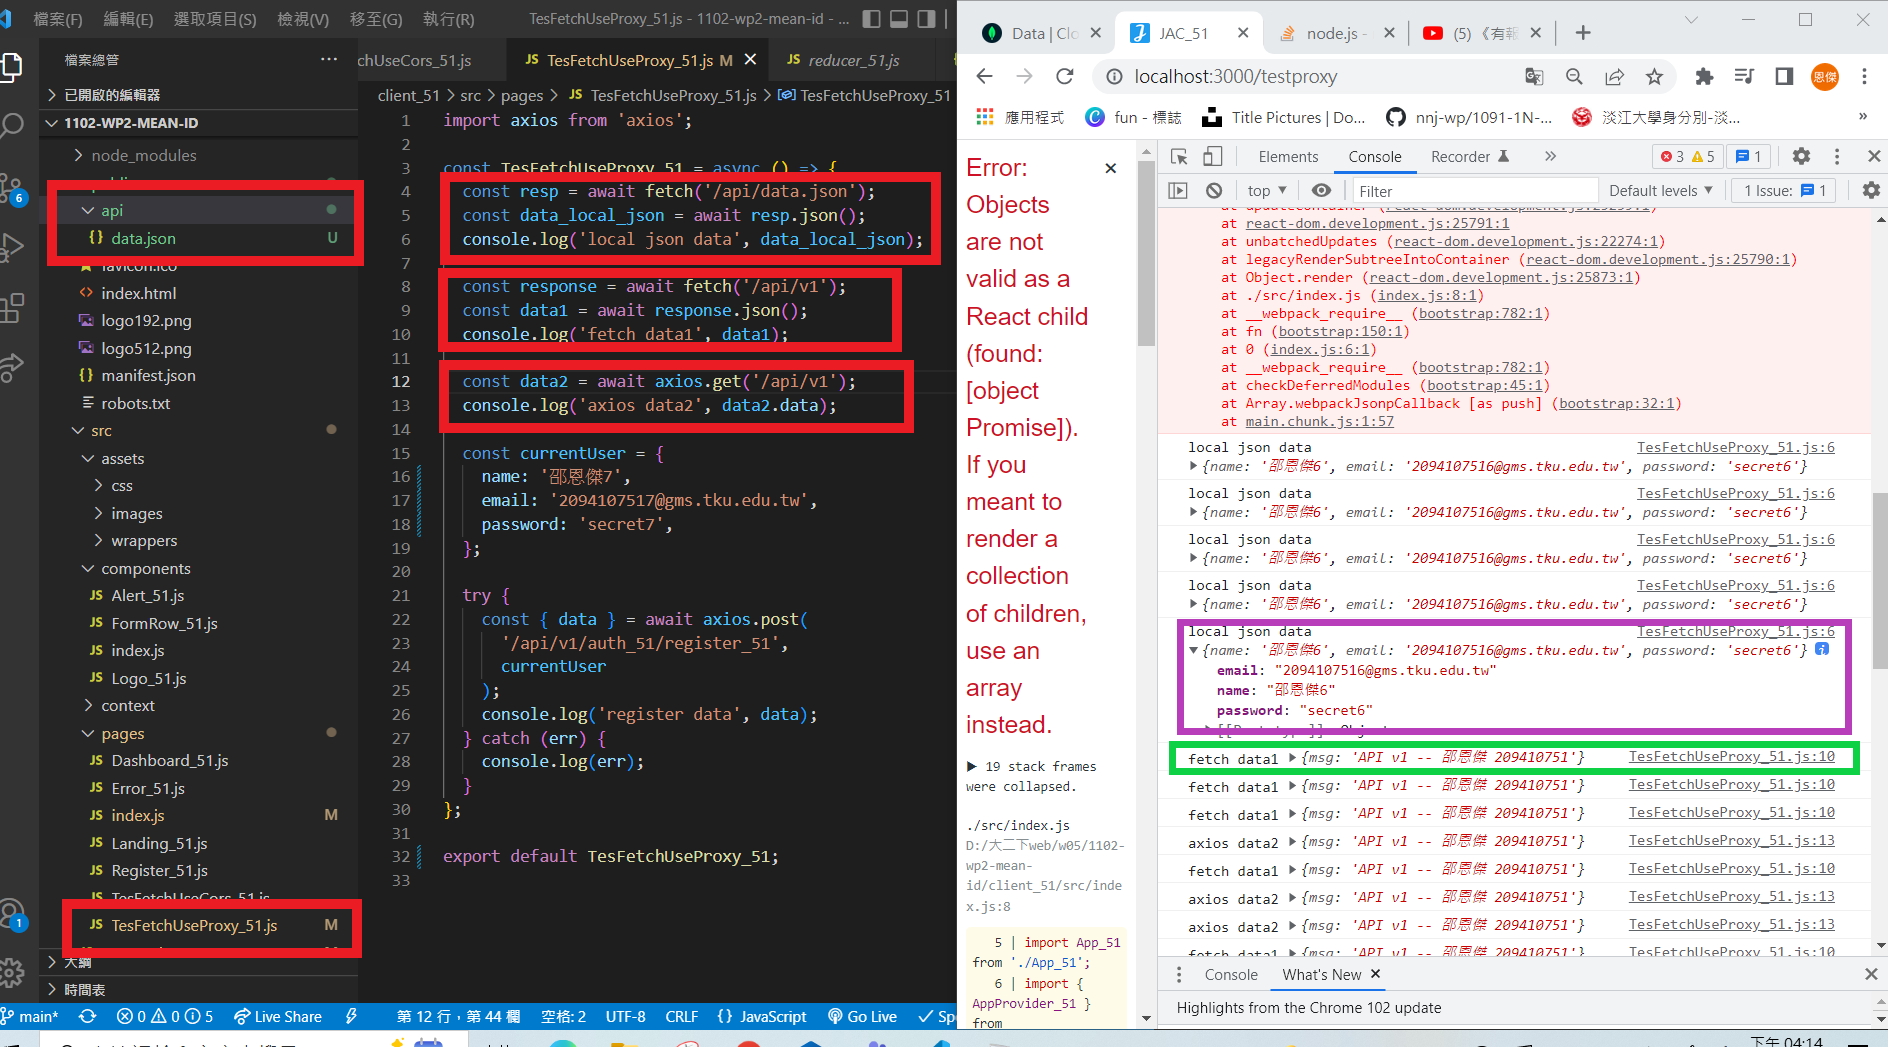 檔案(F) 編輯(E) 選取項目(S) 檢視(V) 移至(G) 執行(R) TesFetchUseProxy_51.js - 1102-wp2-mean-id - ...
檔案總管 ...
已開啟的編輯器
1102-WP2-MEAN-ID
node_modules
api
data.json U
favicon.ico
index.html
logo192.png
logo512.png
manifest.json
robots.txt
src
assets
css
images
wrappers
components
JS Alert_51.js
JS FormRow_51.js
JS index.js
JS Logo_51.js
context
pages
JS Dashboard_51.js
JS Error_51.js
JS index.js M
JS Landing_51.js
JS Register_51.js
JS TesFetchUseCors_51.js
JS TesFetchUseProxy_51.js M
大綱
時間表
6
1
chUseCors_51.js JS TesFetchUseProxy_51.js M JS reducer_51.js
client_51 > src > pages > JS TesFetchUseProxy_51.js > TesFetchUseProxy_51
1 import axios from 'axios';
2
3 const TesFetchUseProxy_51 = async () => {
4 const resp = await fetch('/api/data.json');
5 const data_local_json = await resp.json();
6 console.log('local json data', data_local_json);
7
8 const response = await fetch('/api/v1');
9 const data1 = await response.json();
10 console.log('fetch data1', data1);
11
12 const data2 = await axios.get('/api/v1');
13 console.log('axios data2', data2.data);
14
15 const currentUser = {
16 name: '邵恩傑7',
17 email: '2094107517@gms.tku.edu.tw',
18 password: 'secret7',
19 };
20
21 try {
22 const { data } = await axios.post(
23 '/api/v1/auth_51/register_51',
24 currentUser
25 );
26 console.log('register data', data);
27 } catch (err) {
28 console.log(err);
29 }
30 };
31
32 export default TesFetchUseProxy_51;
33
main* 0 0 5 Live Share 第 12 行，第 44 欄 空格: 2 UTF-8 CRLF {} JavaScript Go Live
Data | Clo JAC_51 node.js - (5) 《有報
localhost:3000/testproxy 恩傑
應用程式 fun - 標誌 Title Pictures | Do... nnj-wp/1091-1N-... 淡江大學身分別-淡... »
Error:
Objects
are not
valid as a
React child
(found:
[object
Promise]).
If you
meant to
render a
collection
of children,
use an
array
instead.
▶ 19 stack frames
were collapsed.
./src/index.js
D:/大二下web/w05/1102-
wp2-mean-
id/client_51/src/inde
x.js:8
5 | import App_51
from './App_51';
6 | import {
AppProvider_51 }
from
Elements Console Recorder » 3 5 1
top Filter Default levels 1 Issue: 1
at updateContainer (react-dom.development.js:25239:1)
at react-dom.development.js:25791:1
at unbatchedUpdates (react-dom.development.js:22274:1)
at legacyRenderSubtreeIntoContainer (react-dom.development.js:25790:1)
at Object.render (react-dom.development.js:25873:1)
at ./src/index.js (index.js:8:1)
at __webpack_require__ (bootstrap:782:1)
at fn (bootstrap:150:1)
at 0 (index.js:6:1)
at __webpack_require__ (bootstrap:782:1)
at checkDeferredModules (bootstrap:45:1)
at Array.webpackJsonpCallback [as push] (bootstrap:32:1)
at main.chunk.js:1:57
local json data TesFetchUseProxy_51.js:6
{name: '邵恩傑6', email: '2094107516@gms.tku.edu.tw', password: 'secret6'}
local json data TesFetchUseProxy_51.js:6
{name: '邵恩傑6', email: '2094107516@gms.tku.edu.tw', password: 'secret6'}
local json data TesFetchUseProxy_51.js:6
{name: '邵恩傑6', email: '2094107516@gms.tku.edu.tw', password: 'secret6'}
local json data TesFetchUseProxy_51.js:6
{name: '邵恩傑6', email: '2094107516@gms.tku.edu.tw', password: 'secret6'}
local json data TesFetchUseProxy_51.js:6
{name: '邵恩傑6', email: '2094107516@gms.tku.edu.tw', password: 'secret6'}
email: "2094107516@gms.tku.edu.tw"
name: "邵恩傑6"
password: "secret6"
fetch data1 {msg: 'API v1 -- 邵恩傑 209410751'} TesFetchUseProxy_51.js:10
fetch data1 {msg: 'API v1 -- 邵恩傑 209410751'} TesFetchUseProxy_51.js:10
fetch data1 {msg: 'API v1 -- 邵恩傑 209410751'} TesFetchUseProxy_51.js:10
axios data2 {msg: 'API v1 -- 邵恩傑 209410751'} TesFetchUseProxy_51.js:13
fetch data1 {msg: 'API v1 -- 邵恩傑 209410751'} TesFetchUseProxy_51.js:10
axios data2 {msg: 'API v1 -- 邵恩傑 209410751'} TesFetchUseProxy_51.js:13
axios data2 {msg: 'API v1 -- 邵恩傑 209410751'} TesFetchUseProxy_51.js:13
fetch data1 {msg: 'API v1 -- 邵恩傑 209410751'} TesFetchUseProxy_51.js:10
Console What's New
Highlights from the Chrome 102 update
下午 04:14